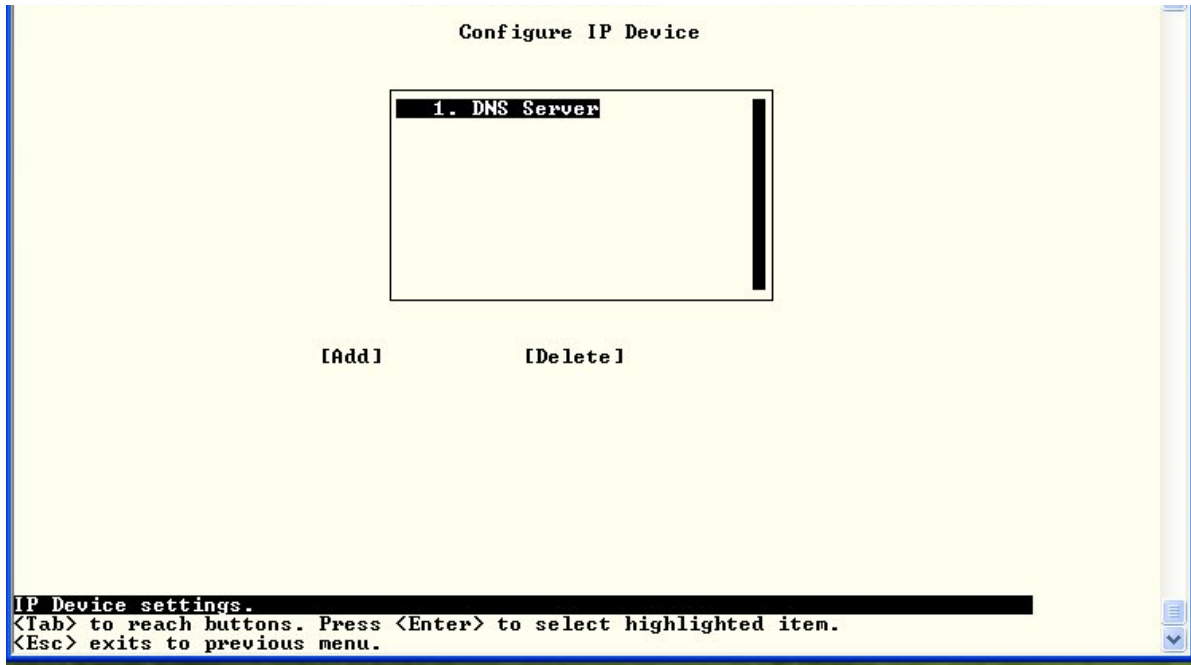 Configure IP Device
1. DNS Server
[Add] [Delete]
IP Device settings.
<Tab> to reach buttons. Press <Enter> to select highlighted item.
<Esc> exits to previous menu.